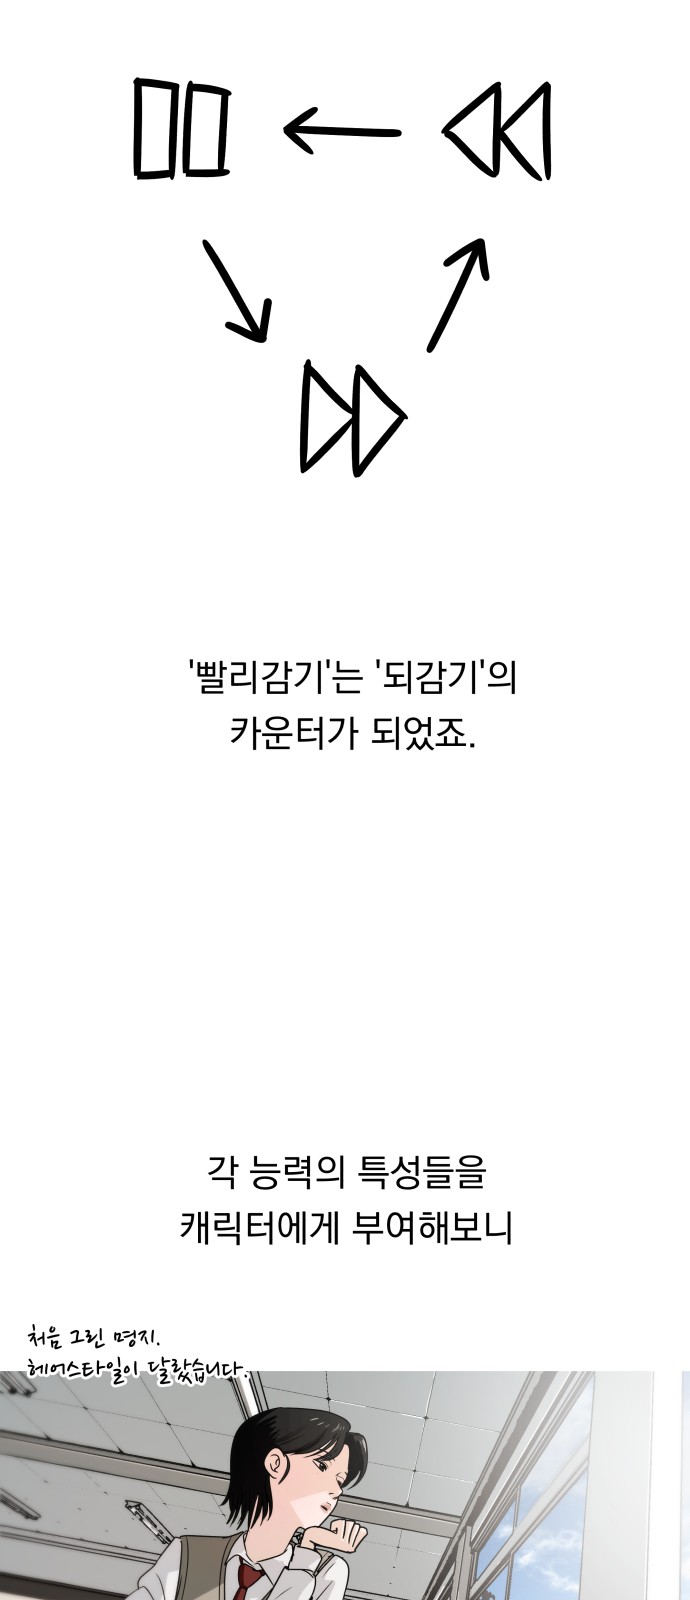 '빨리감기'는 '되감기'의
카운터가 되었죠.
각 능력의 특성들을
캐릭터에게 부여해보니
처음 그린 명지.
헤어스타일이 달랐습니다.